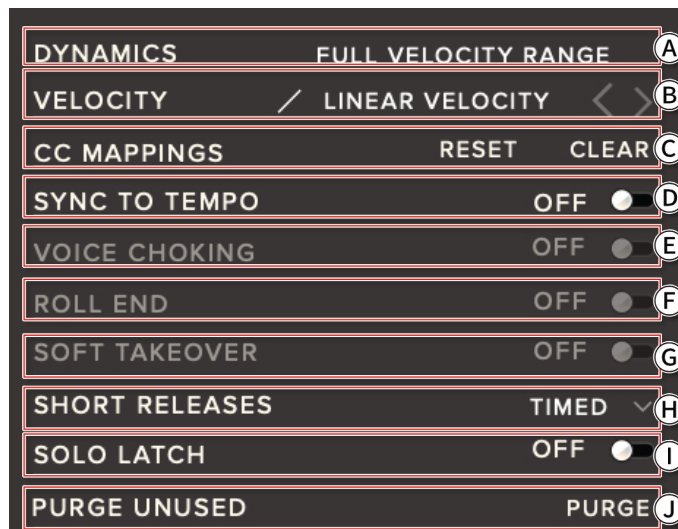 DYNAMICS FULL VELOCITY RANGE A
VELOCITY LINEAR VELOCITY B
CC MAPPINGS RESET CLEAR C
SYNC TO TEMPO OFF D
VOICE CHOKING OFF E
ROLL END OFF F
SOFT TAKEOVER OFF G
SHORT RELEASES TIMED H
SOLO LATCH OFF I
PURGE UNUSED PURGE J